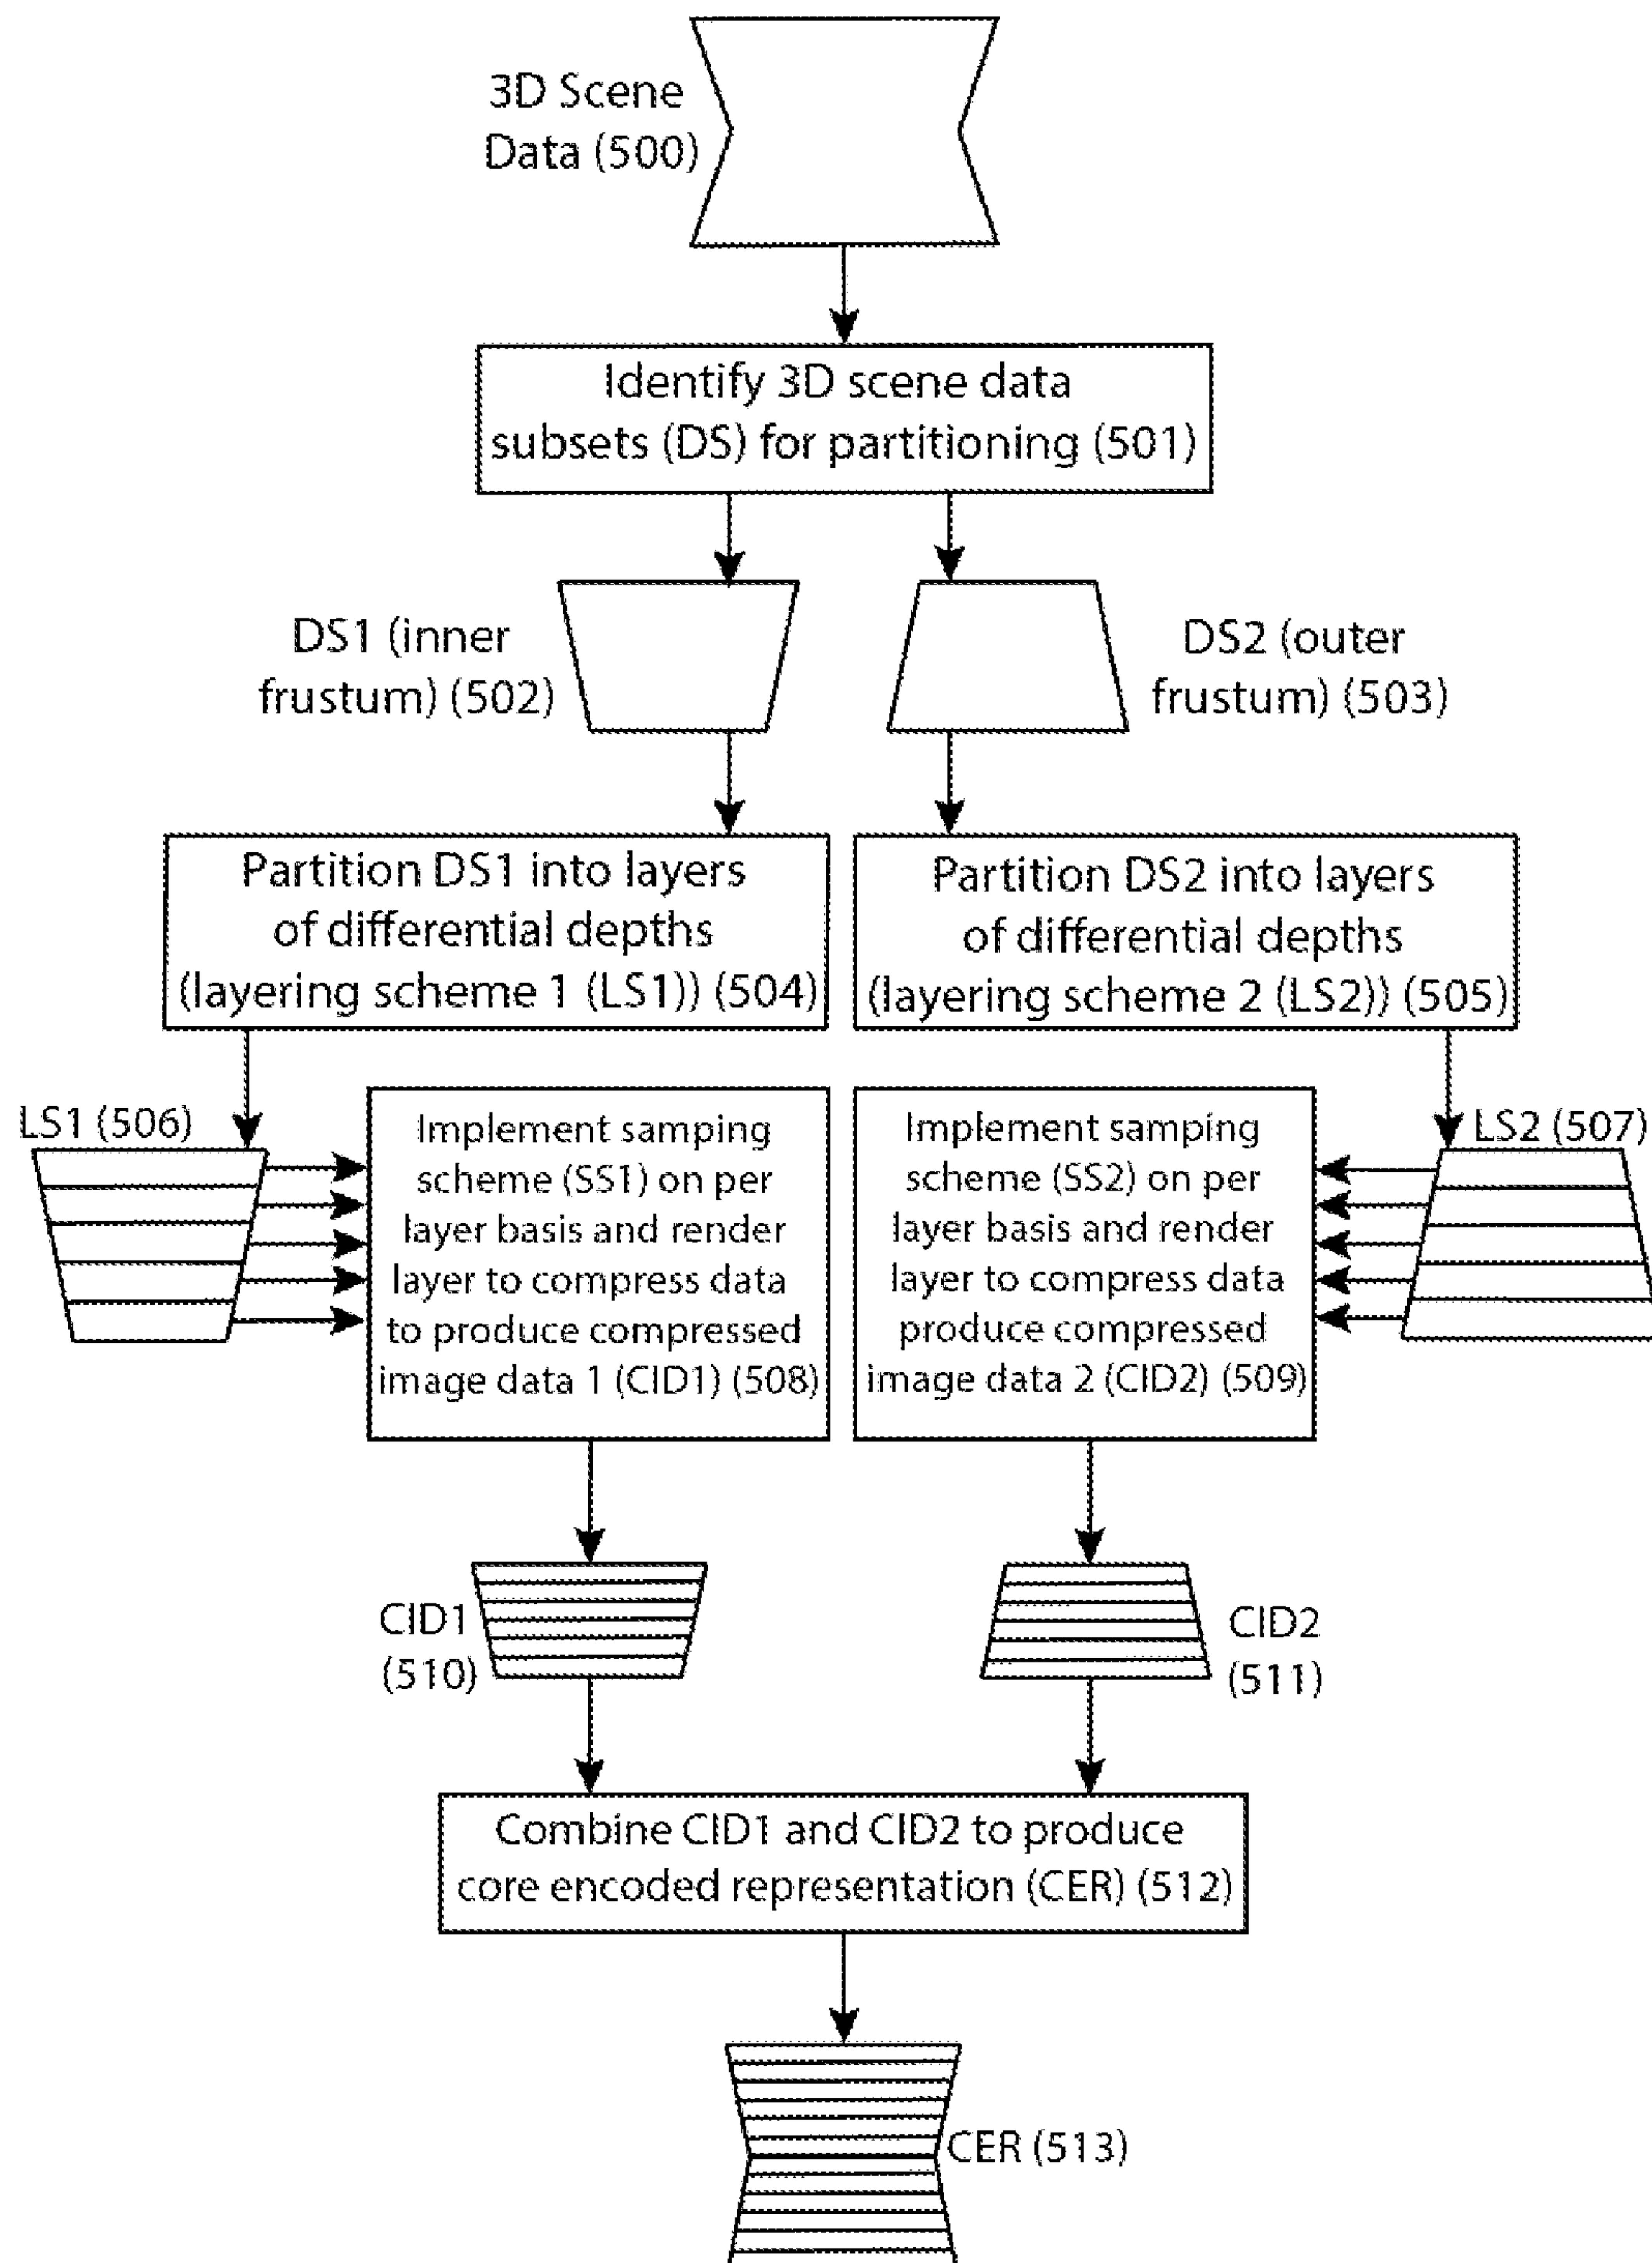 3D Scene
Data (500)
Identify 3D scene data
subsets (DS) for partitioning (501)
DS1 (inner
frustum) (502)
DS2 (outer
frustum) (503)
Partition DS1 into layers
of differential depths
(layering scheme 1 (LS1)) (504)
Partition DS2 into layers
of differential depths
(layering scheme 2 (LS2)) (505)
LS1 (506)
Implement samping
scheme (SS1) on per
layer basis and render
layer to compress data
to produce compressed
image data 1 (CID1) (508)
Implement samping
scheme (SS2) on per
layer basis and render
layer to compress data
produce compressed
image data 2 (CID2) (509)
LS2 (507)
CID1
(510)
CID2
(511)
Combine CID1 and CID2 to produce
core encoded representation (CER) (512)
CER (513)